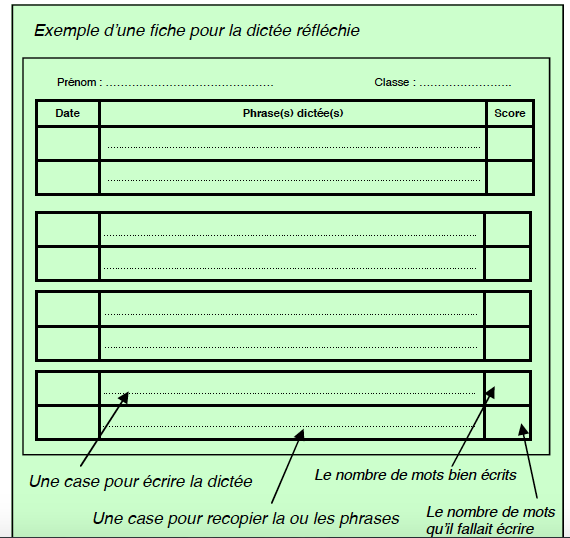 Exemple d'une fiche pour la dictée réfléchie
Prénom : ................................................ Classe : .........................
Date Phrase(s) dictée(s) Score
Une case pour écrire la dictée
Le nombre de mots bien écrits
Une case pour recopier la ou les phrases
Le nombre de mots
qu'il fallait écrire